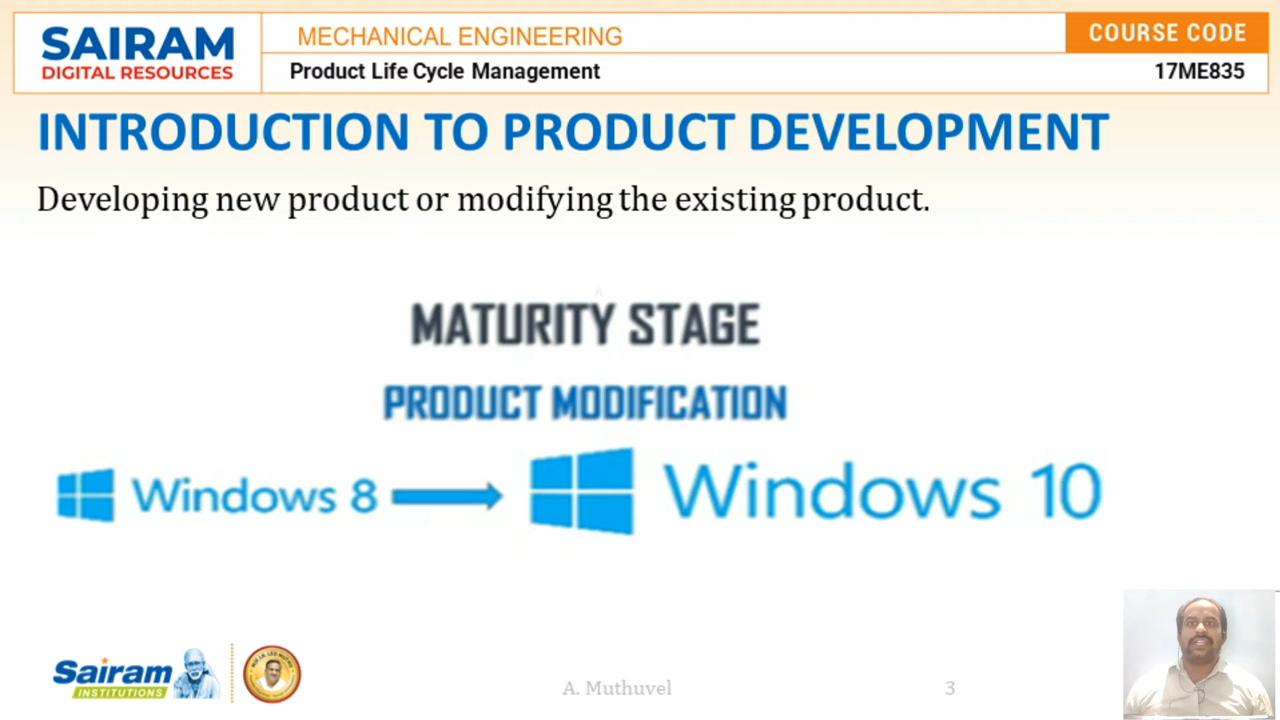 SAIRAM
DIGITAL RESOURCES
MECHANICAL ENGINEERING
COURSE CODE
Product Life Cycle Management
17ME835
INTRODUCTION TO PRODUCT DEVELOPMENT
Developing new product or modifying the existing product.
MATURITY STAGE
PRODUCT MODIFICATION
Windows 8
Windows 10
Sairam
INSTITUTIONS
A. Muthuvel
3